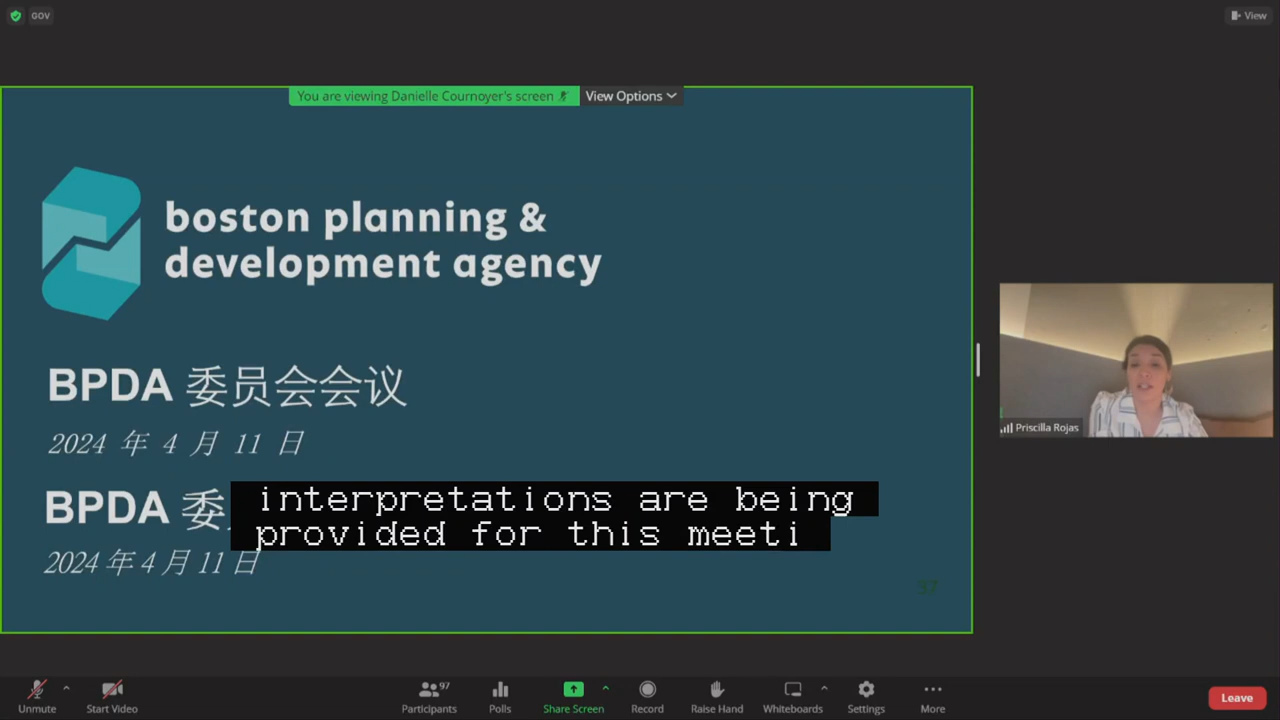 GOV
View
You are viewing Danielle Cournoyer's screen
View Options
boston planning &
development agency
BPDA 委员会会议
2024 年 4 月 11 日
BPDA 委
2024 年 4 月 11 日
interpretations are being
provided for this meeti
97
Priscilla Rojas
Unmute
Start Video
97
Participants
Polls
Share Screen
Record
Raise Hand
Whiteboards
Settings
More
Leave